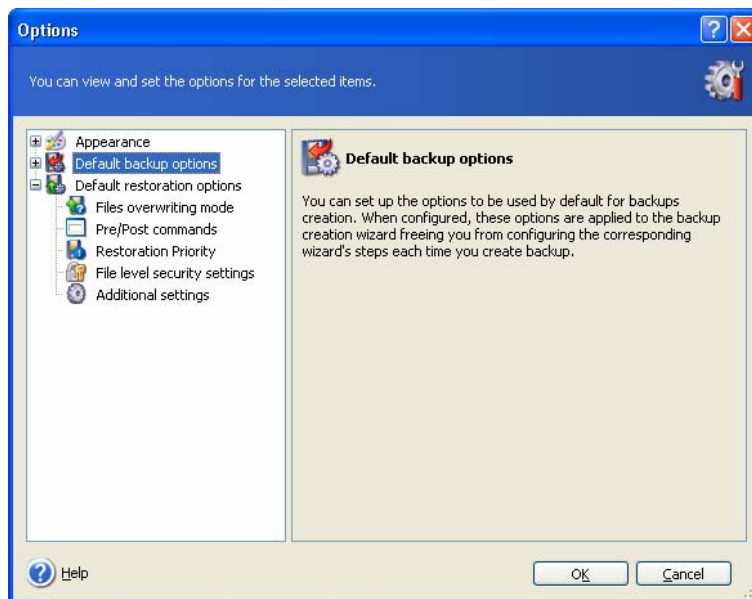 Options
You can view and set the options for the selected items.
Appearance
Default backup options
Default restoration options
Files overwriting mode
Pre/Post commands
Restoration Priority
File level security settings
Additional settings
Default backup options
You can set up the options to be used by default for backups
creation. When configured, these options are applied to the backup
creation wizard freeing you from configuring the corresponding
wizard's steps each time you create backup.
Help
OK
Cancel